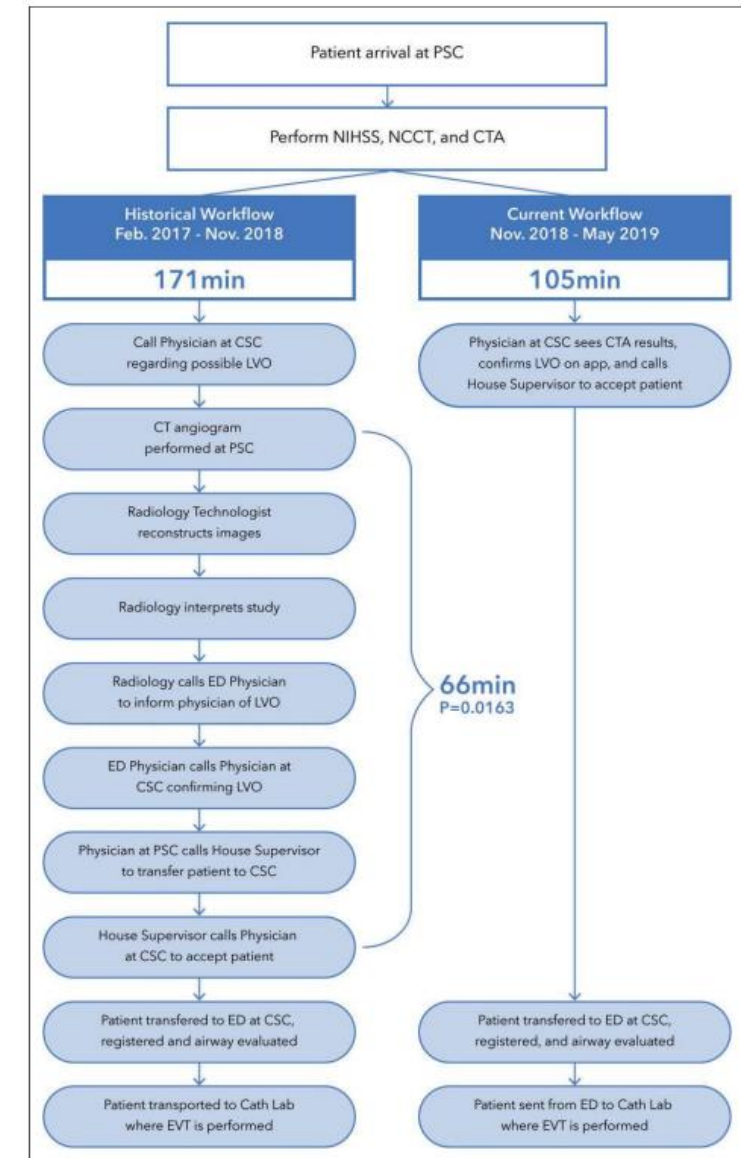 Patient arrival at PSC
Perform NIHSS, NCCT, and CTA
Historical Workflow
Feb. 2017 - Nov. 2018
171min
Call Physician at CSC
regarding possible LVO
CT angiogram
performed at PSC
Radiology Technologist
reconstructs images
Radiology interprets study
Radiology calls ED Physician
to inform physician of LVO
ED Physician calls Physician at
CSC confirming LVO
Physician at PSC calls House Supervisor
to transfer patient to CSC
House Supervisor calls Physician
at CSC to accept patient
Patient transfered to ED at CSC,
registered and airway evaluated
Patient transported to Cath Lab
where EVT is performed
66min
P=0.0163
Current Workflow
Nov. 2018 - May 2019
105min
Physician at CSC sees CTA results,
confirms LVO on app, and calls
House Supervisor to accept patient
Patient transfered to ED at CSC,
registered, and airway evaluated
Patient sent from ED to Cath Lab
where EVT is performed